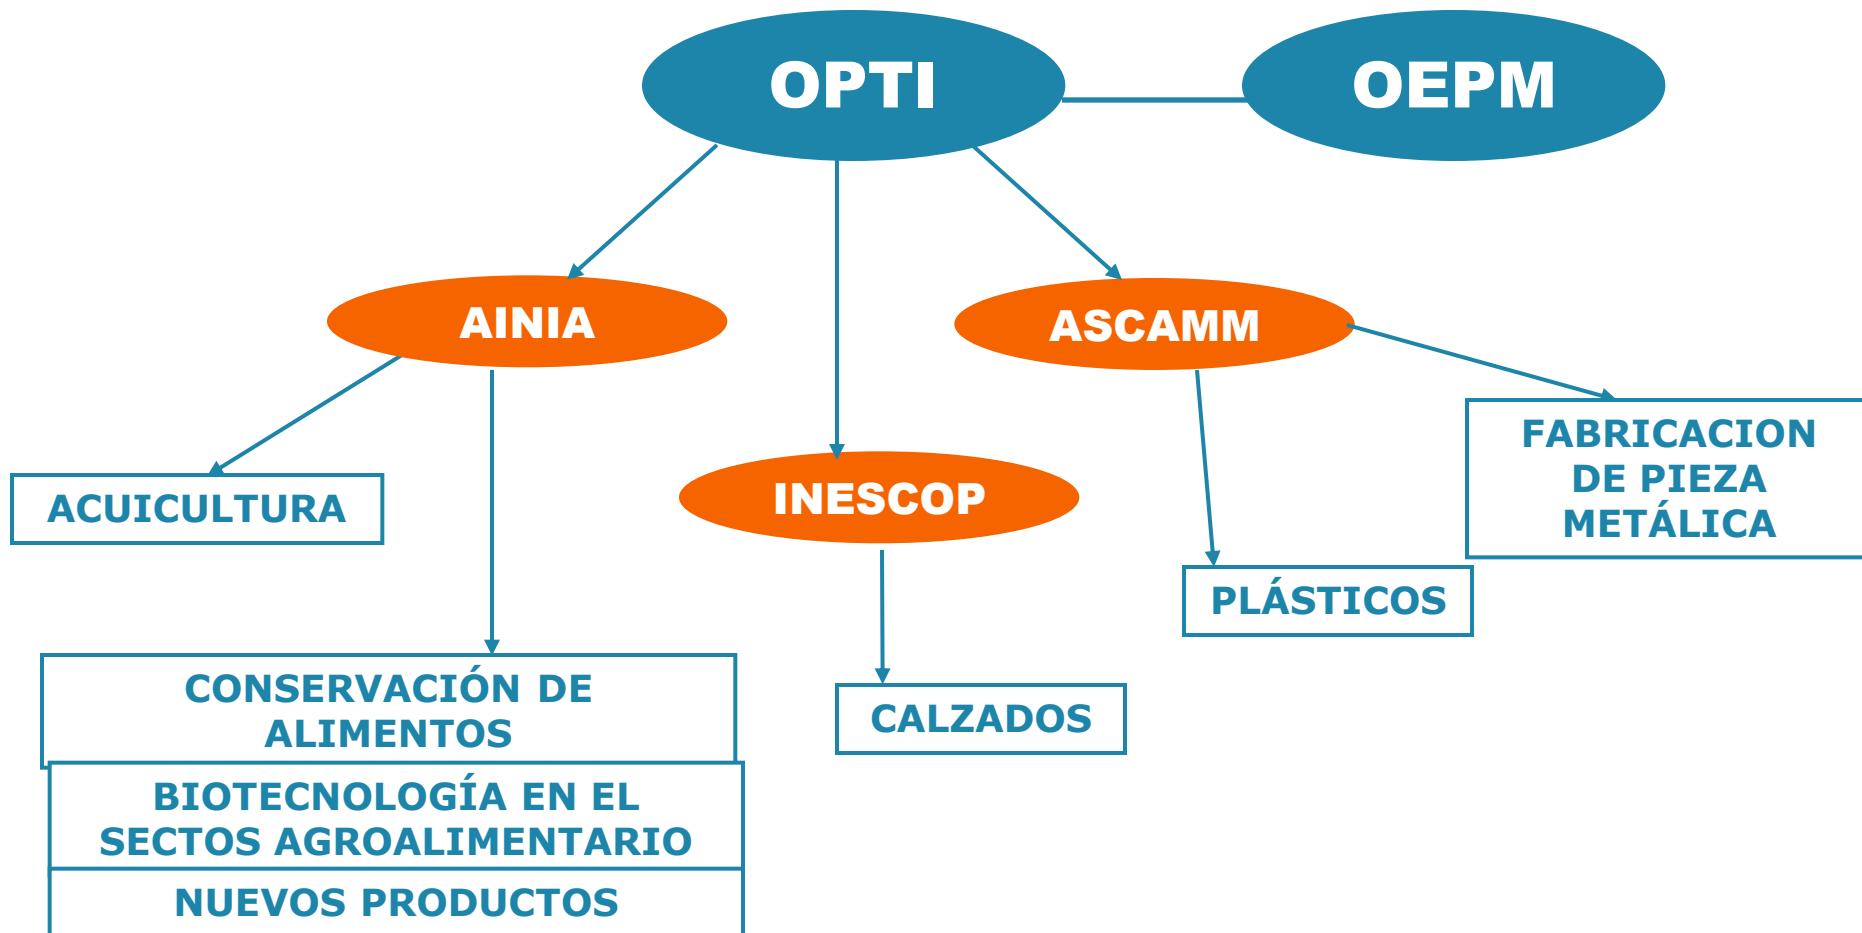 OPTI
OEPM
AINIA
ASCAMM
ACUICULTURA
INESCOP
FABRICACION
DE PIEZA
METÁLICA
PLÁSTICOS
CONSERVACIÓN DE
ALIMENTOS
CALZADOS
BIOTECNOLOGÍA EN EL
SECTOS AGROALIMENTARIO
NUEVOS PRODUCTOS